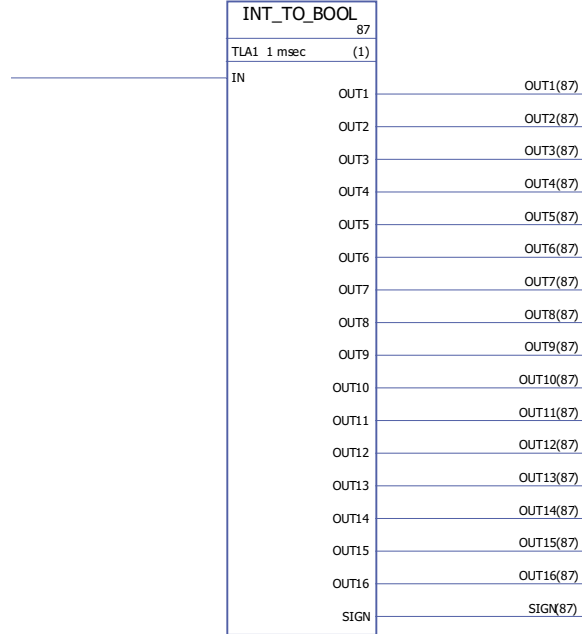 INT_TO_BOOL
87
TLA1 1 msec (1)
IN
OUT1 OUT1(87)
OUT2 OUT2(87)
OUT3 OUT3(87)
OUT4 OUT4(87)
OUT5 OUT5(87)
OUT6 OUT6(87)
OUT7 OUT7(87)
OUT8 OUT8(87)
OUT9 OUT9(87)
OUT10 OUT10(87)
OUT11 OUT11(87)
OUT12 OUT12(87)
OUT13 OUT13(87)
OUT14 OUT14(87)
OUT15 OUT15(87)
OUT16 OUT16(87)
SIGN SIGN(87)